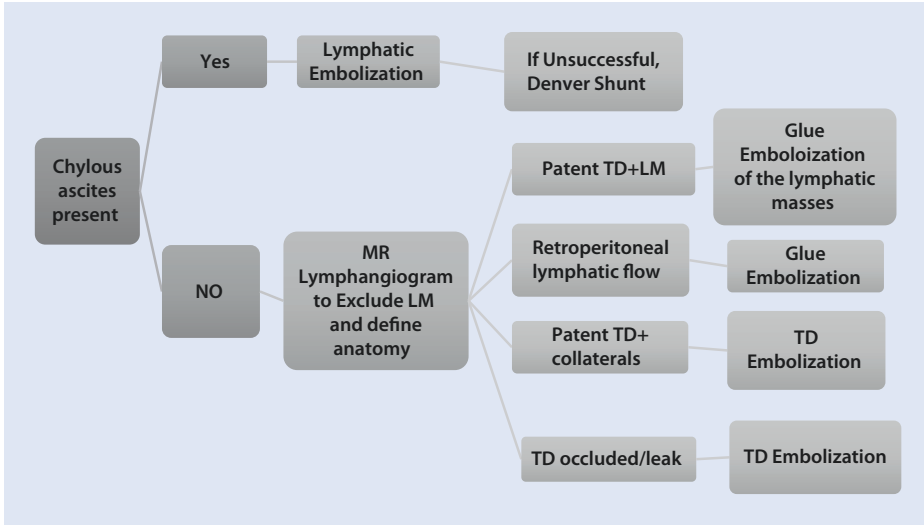 Chylous
ascites
present
Yes
Lymphatic
Embolization
If Unsuccessful,
Denver Shunt
NO
MR
Lymphangiogram
to Exclude LM
and define
anatomy
Patent TD+LM
Glue
Emboloization
of the lymphatic
masses
Retroperitoneal
lymphatic flow
Glue
Embolization
Patent TD+
collaterals
TD
Embolization
TD occluded/leak
TD Embolization